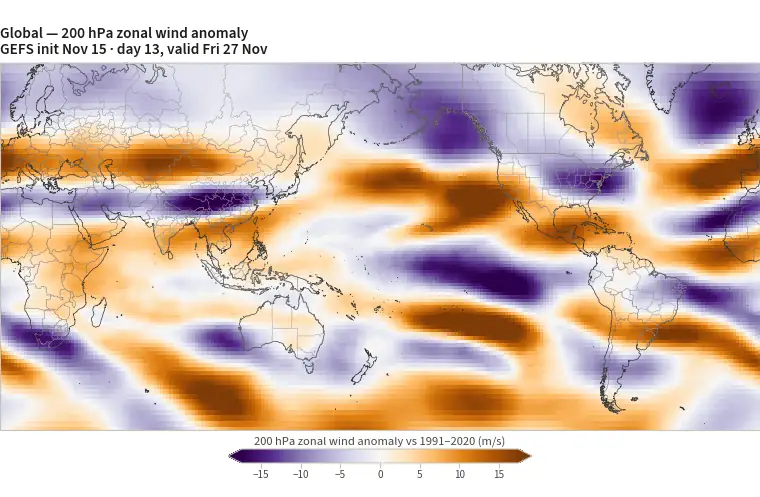 Global — 200 hPa zonal wind anomaly
GEFS init Nov 15 · day 13, valid Fri 27 Nov
200 hPa zonal wind anomaly vs 1991–2020 (m/s)
−15 −10 −5 0 5 10 15